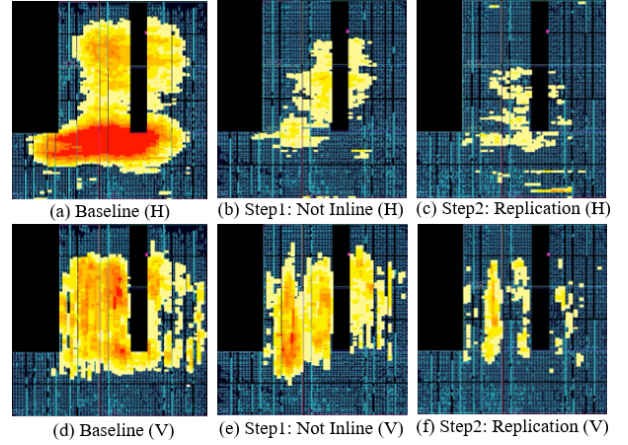 (a) Baseline (H)
(b) Step1: Not Inline (H)
(c) Step2: Replication (H)
(d) Baseline (V)
(e) Step1: Not Inline (V)
(f) Step2: Replication (V)